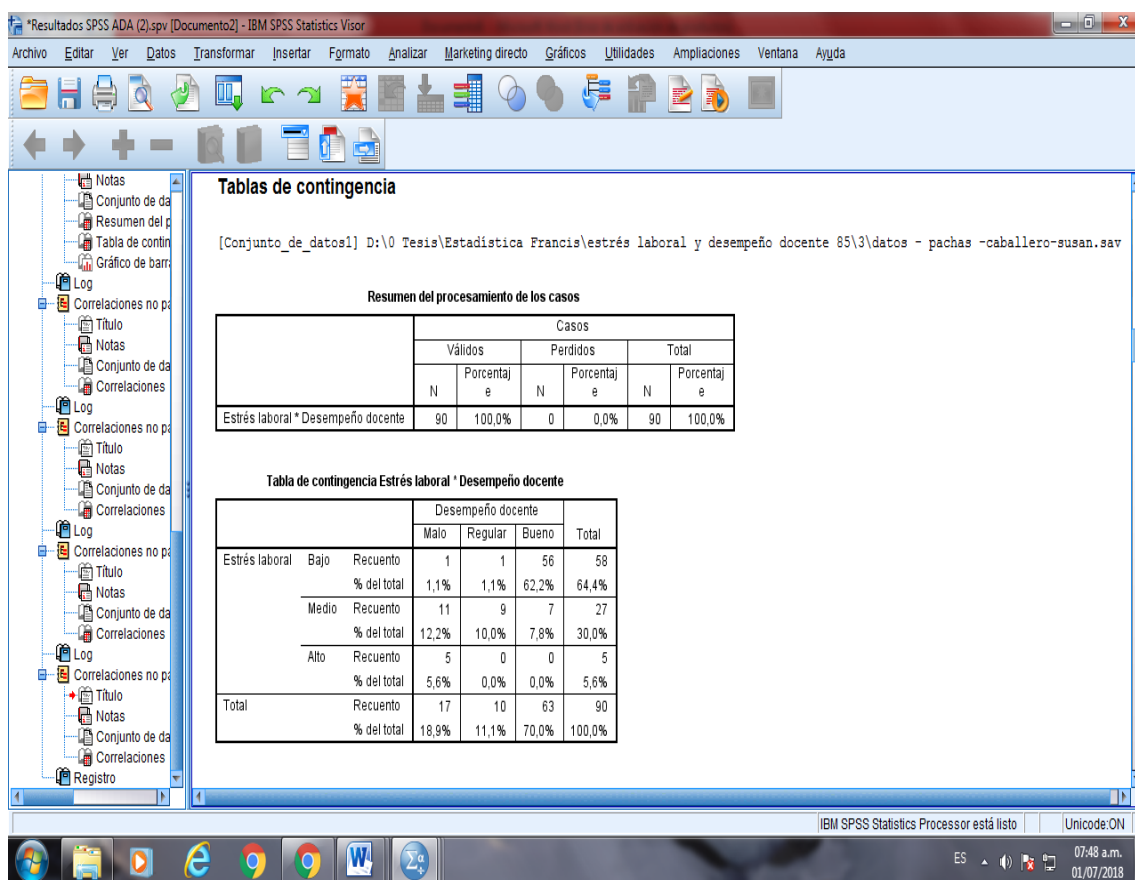 *Resultados SPSS ADA (2).spv [Documento2] - IBM SPSS Statistics Visor
Archivo Editar Ver Datos Transformar Insertar Formato Analizar Marketing directo Gráficos Utilidades Ampliaciones Ventana Ayuda
Notas
Conjunto de da
Resumen del p
Tabla de contin
Gráfico de barra
Log
Correlaciones no pa
Título
Notas
Conjunto de da
Correlaciones
Log
Correlaciones no pa
Título
Notas
Conjunto de da
Correlaciones
Log
Correlaciones no pa
Título
Notas
Conjunto de da
Correlaciones
Log
Correlaciones no pa
Título
Notas
Conjunto de da
Correlaciones
Registro
Tablas de contingencia
[Conjunto_de_datos1] D:\0 Tesis\Estadística Francis\estrés laboral y desempeño docente 85\3\datos - pachas -caballero-susan.sav
Resumen del procesamiento de los casos
Casos
Válidos Perdidos Total
N Porcentaj e N Porcentaj e N Porcentaj e
Estrés laboral * Desempeño docente 90 100,0% 0 0,0% 90 100,0%
Tabla de contingencia Estrés laboral * Desempeño docente
Desempeño docente
Malo Regular Bueno Total
Estrés laboral Bajo Recuento 1 1 56 58
% del total 1,1% 1,1% 62,2% 64,4%
Medio Recuento 11 9 7 27
% del total 12,2% 10,0% 7,8% 30,0%
Alto Recuento 5 0 0 5
% del total 5,6% 0,0% 0,0% 5,6%
Total Recuento 17 10 63 90
% del total 18,9% 11,1% 70,0% 100,0%
IBM SPSS Statistics Processor está listo Unicode:ON
ES 07:48 a.m.
01/07/2018